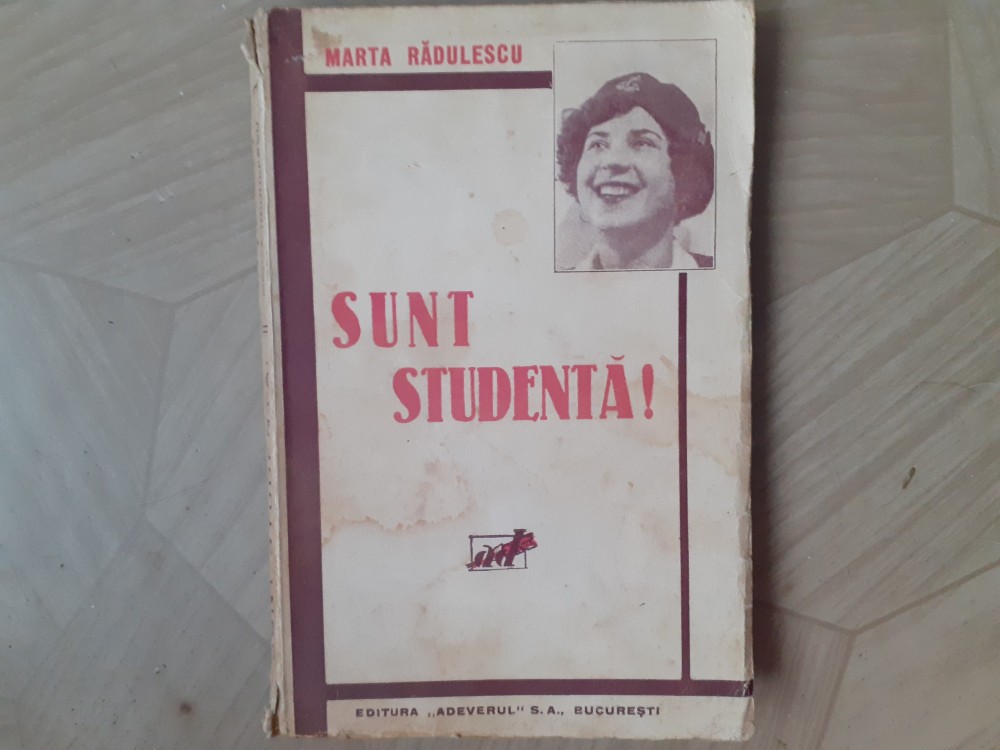 MARTA RĂDULESCU
SUNT
STUDENTĂ!
EDITURA „ADEVERUL" S.A., BUCUREŞTI